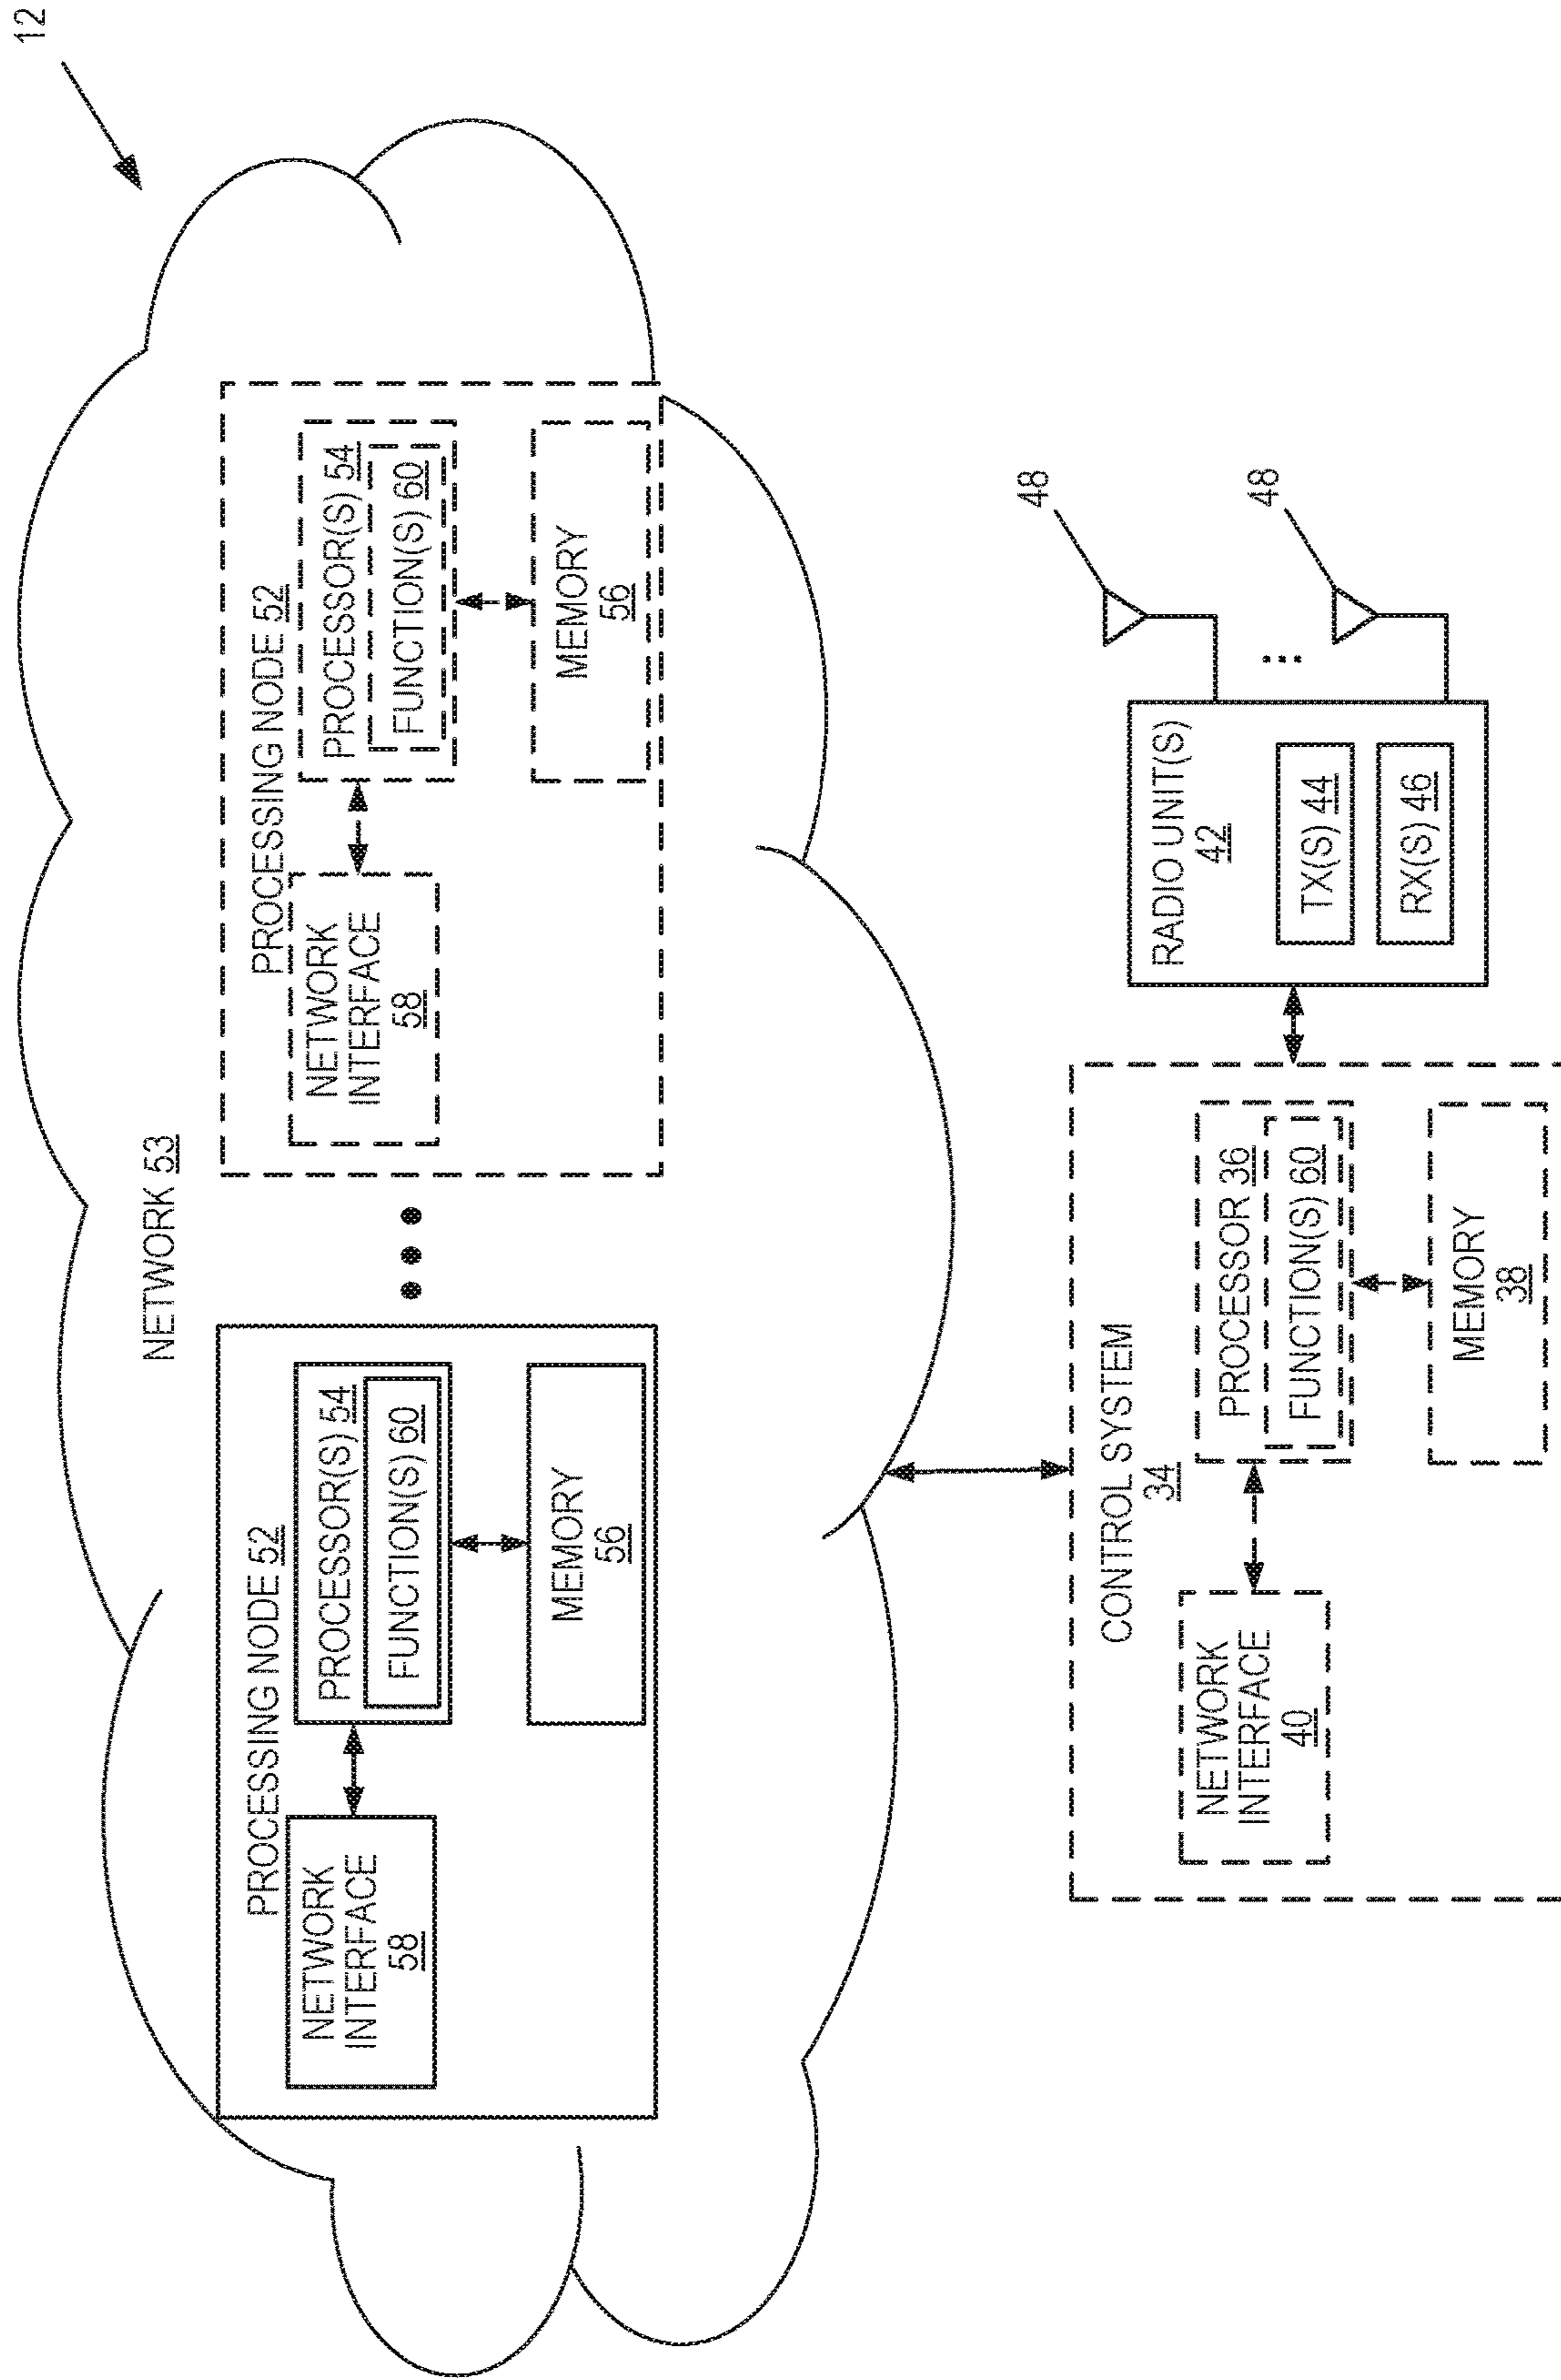 12
NETWORK 53
PROCESSING NODE 52
NETWORK
INTERFACE
58
PROCESSOR(S) 54
FUNCTION(S) 60
MEMORY
56
PROCESSING NODE 52
NETWORK
INTERFACE
58
PROCESSOR(S) 54
FUNCTION(S) 60
MEMORY
56
CONTROL SYSTEM
34
NETWORK
INTERFACE
40
PROCESSOR 36
FUNCTION(S) 60
MEMORY
38
RADIO UNIT(S)
42
TX(S) 44
RX(S) 46
48
48